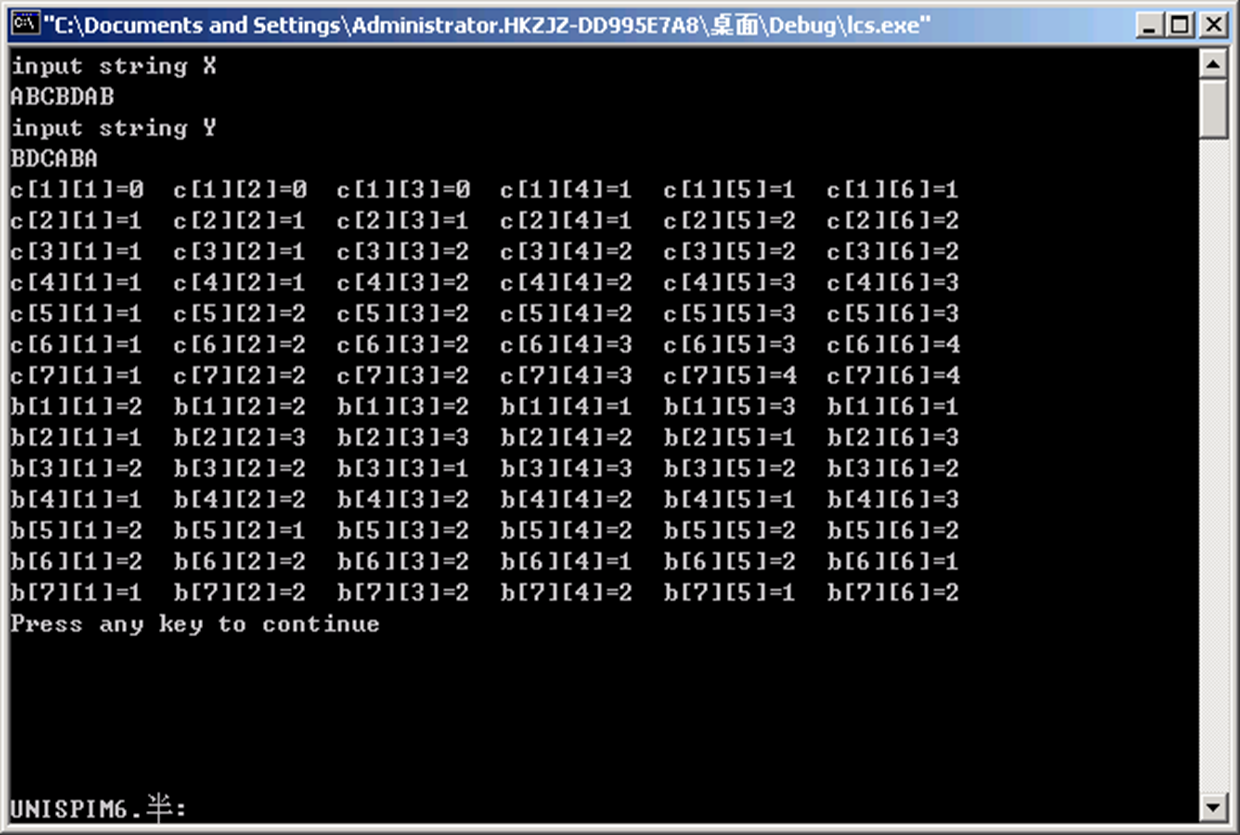 "C:\Documents and Settings\Administrator.HKZJZ-DD995E7A8\桌面\Debug\lcs.exe"
input string X
ABCBDAB
input string Y
BDCABA
c[1][1]=0 c[1][2]=0 c[1][3]=0 c[1][4]=1 c[1][5]=1 c[1][6]=1
c[2][1]=1 c[2][2]=1 c[2][3]=1 c[2][4]=1 c[2][5]=2 c[2][6]=2
c[3][1]=1 c[3][2]=1 c[3][3]=2 c[3][4]=2 c[3][5]=2 c[3][6]=2
c[4][1]=1 c[4][2]=1 c[4][3]=2 c[4][4]=2 c[4][5]=3 c[4][6]=3
c[5][1]=1 c[5][2]=2 c[5][3]=2 c[5][4]=2 c[5][5]=3 c[5][6]=3
c[6][1]=1 c[6][2]=2 c[6][3]=2 c[6][4]=3 c[6][5]=3 c[6][6]=4
c[7][1]=1 c[7][2]=2 c[7][3]=2 c[7][4]=3 c[7][5]=4 c[7][6]=4
b[1][1]=2 b[1][2]=2 b[1][3]=2 b[1][4]=1 b[1][5]=3 b[1][6]=1
b[2][1]=1 b[2][2]=3 b[2][3]=3 b[2][4]=2 b[2][5]=1 b[2][6]=3
b[3][1]=2 b[3][2]=2 b[3][3]=1 b[3][4]=3 b[3][5]=2 b[3][6]=2
b[4][1]=1 b[4][2]=2 b[4][3]=2 b[4][4]=2 b[4][5]=1 b[4][6]=3
b[5][1]=2 b[5][2]=1 b[5][3]=2 b[5][4]=2 b[5][5]=2 b[5][6]=2
b[6][1]=2 b[6][2]=2 b[6][3]=2 b[6][4]=1 b[6][5]=2 b[6][6]=1
b[7][1]=1 b[7][2]=2 b[7][3]=2 b[7][4]=2 b[7][5]=1 b[7][6]=2
Press any key to continue
UNISPIM6.半: